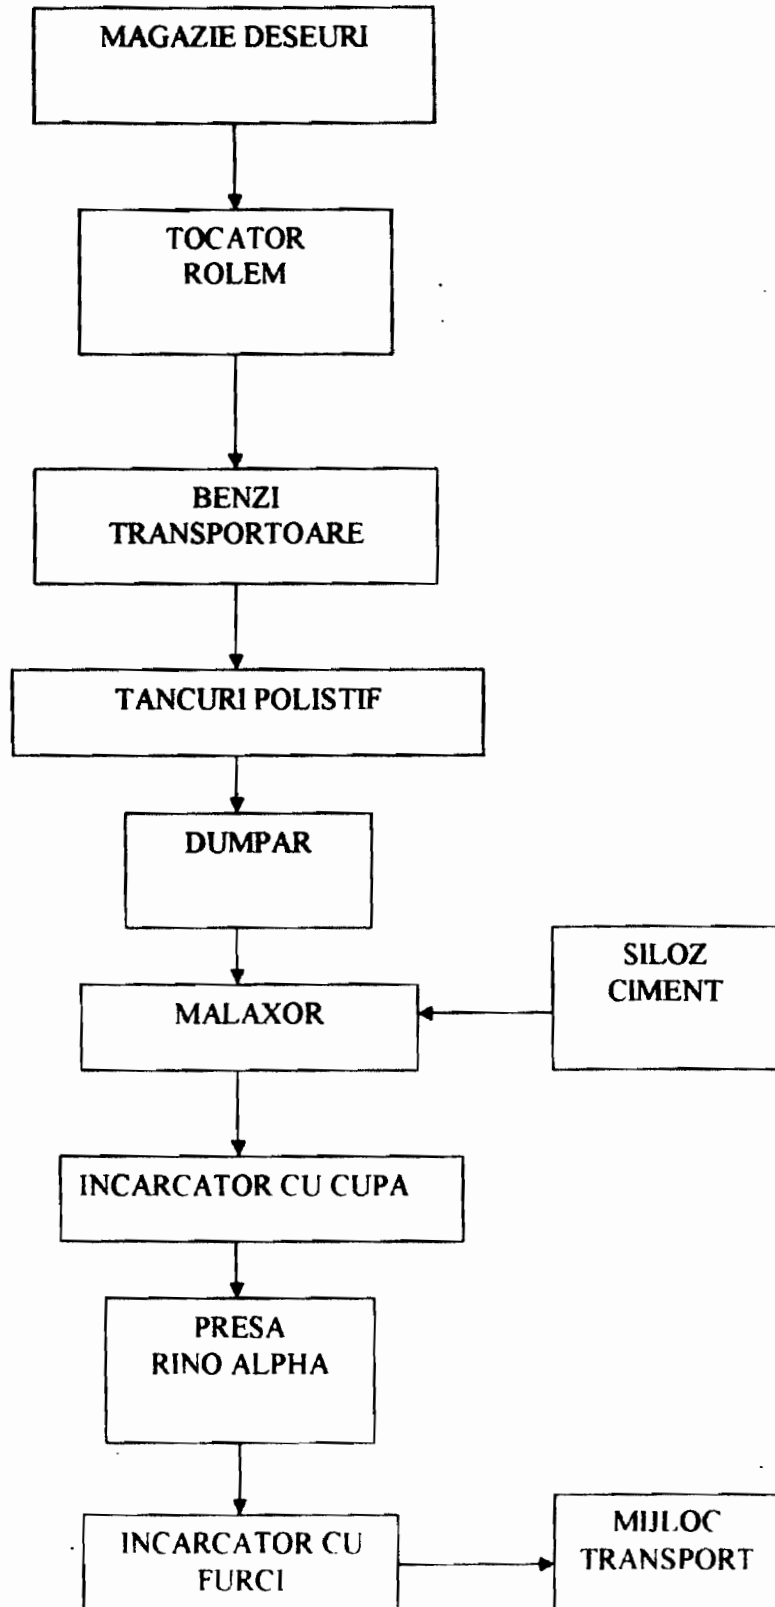 MAGAZIE DESEURI
TOCATOR
ROLEM
BENZI
TRANSPORTOARE
TANCURI POLISTIF
DUMPAR
SILOZ
CIMENT
MALAXOR
INCARCATOR CU CUPA
PRESA
RINO ALPHA
INCARCATOR CU
FURCI
MIJLOC
TRANSPORT